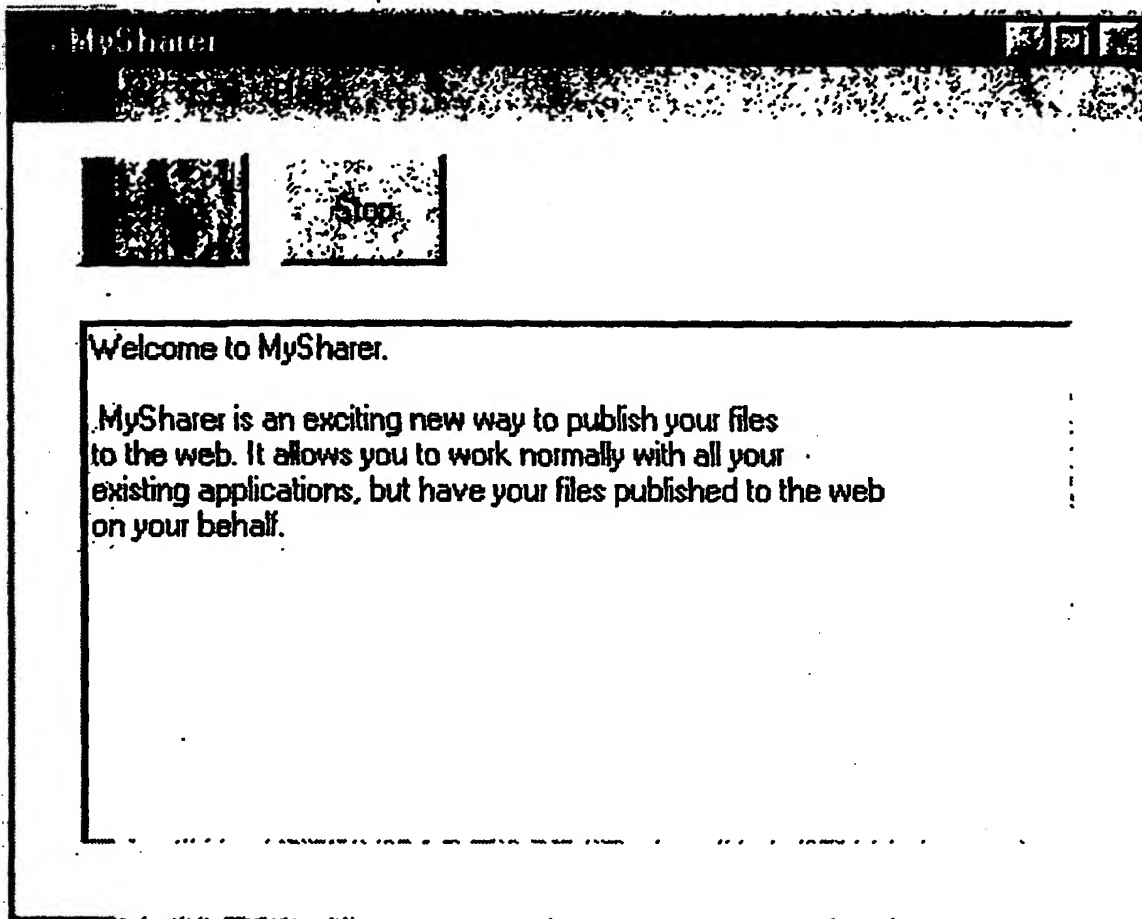 MySharer
Stop
Welcome to MySharer.
MySharer is an exciting new way to publish your files
to the web. It allows you to work normally with all your
existing applications, but have your files published to the web
on your behalf.